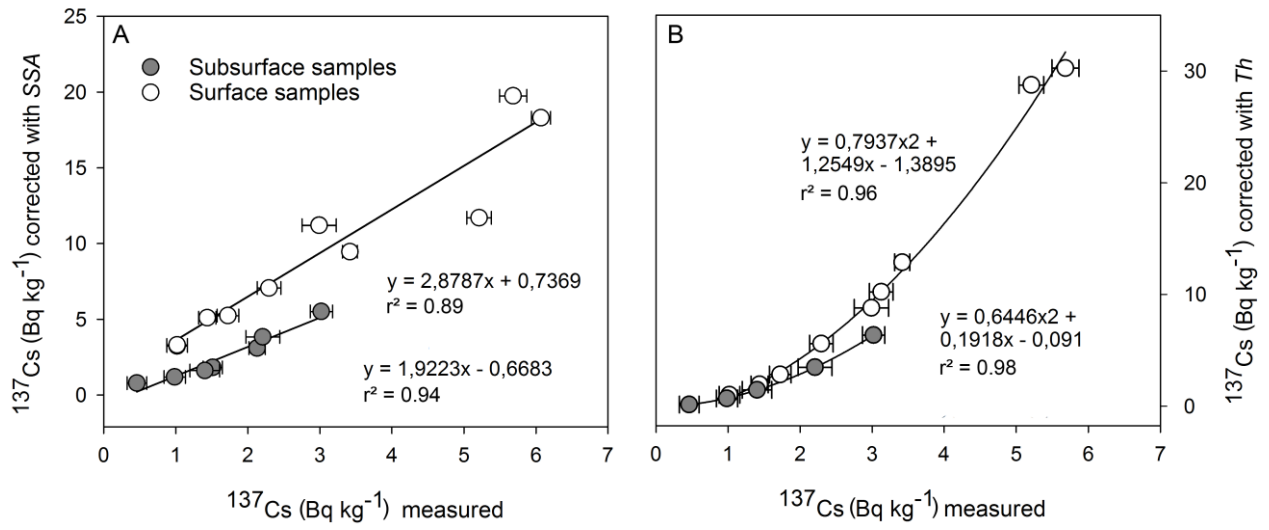 A
Subsurface samples
Surface samples
137Cs (Bq kg-1) corrected with SSA
25
20
15
10
5
0
y = 2,8787x + 0,7369
r² = 0.89
y = 1,9223x - 0,6683
r² = 0.94
0 1 2 3 4 5 6 7
137Cs (Bq kg-1) measured
B
y = 0,7937x2 +
1,2549x - 1,3895
r² = 0.96
y = 0,6446x2 +
0,1918x - 0,091
r² = 0.98
30
20
10
0
137Cs (Bq kg-1) corrected with Th
0 1 2 3 4 5 6 7
137Cs (Bq kg-1) measured